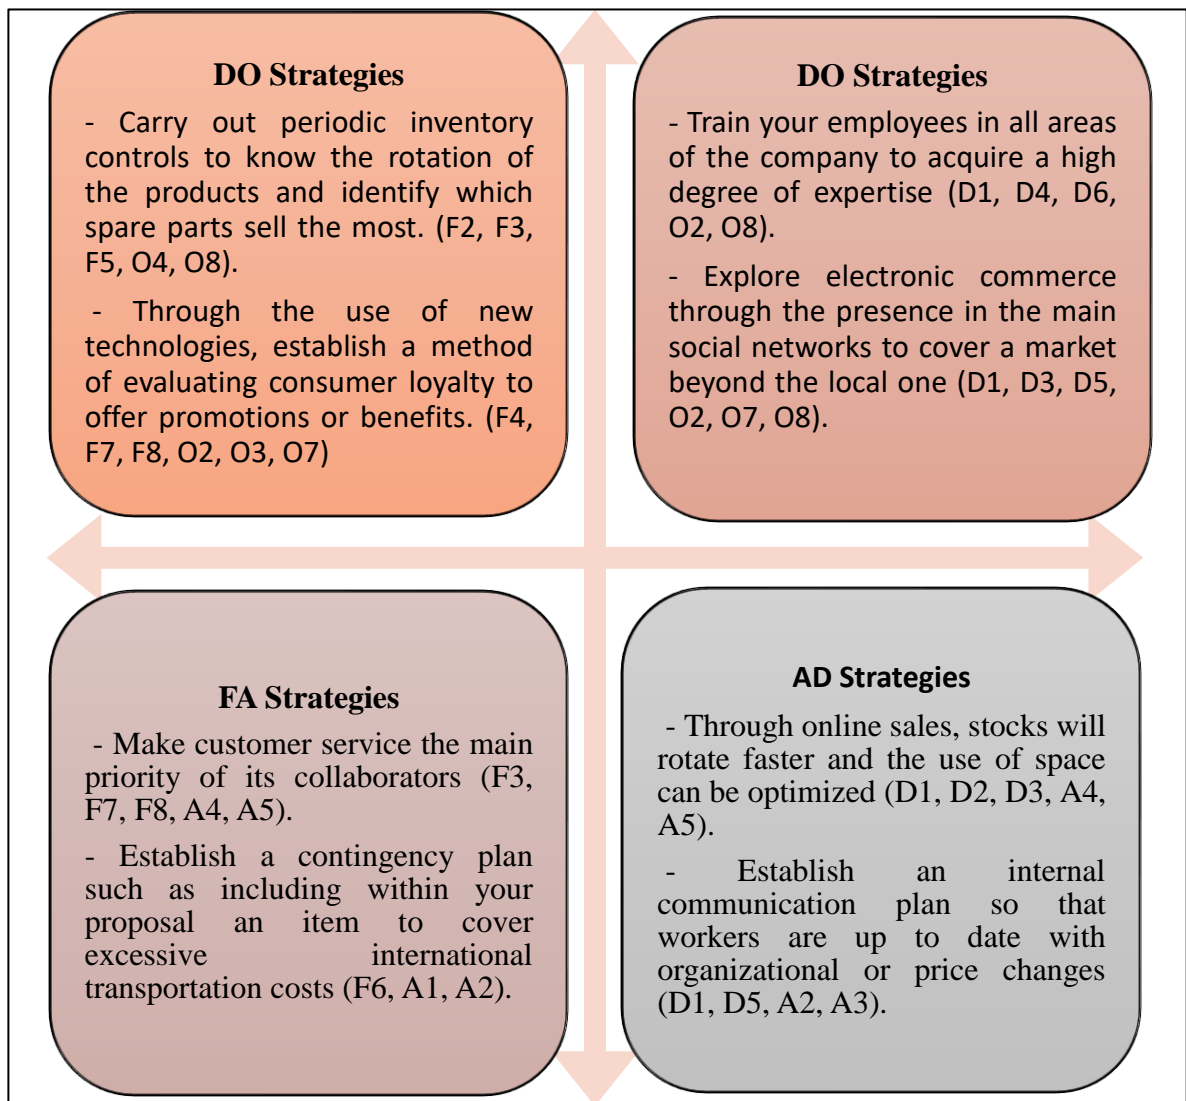 DO Strategies
- Carry out periodic inventory
controls to know the rotation of
the products and identify which
spare parts sell the most. (F2, F3,
F5, O4, O8).
- Through the use of new
technologies, establish a method
of evaluating consumer loyalty to
offer promotions or benefits. (F4,
F7, F8, O2, O3, O7)
DO Strategies
- Train your employees in all areas
of the company to acquire a high
degree of expertise (D1, D4, D6,
O2, O8).
- Explore electronic commerce
through the presence in the main
social networks to cover a market
beyond the local one (D1, D3, D5,
O2, O7, O8).
FA Strategies
- Make customer service the main
priority of its collaborators (F3,
F7, F8, A4, A5).
- Establish a contingency plan
such as including within your
proposal an item to cover
excessive international
transportation costs (F6, A1, A2).
AD Strategies
- Through online sales, stocks will
rotate faster and the use of space
can be optimized (D1, D2, D3, A4,
A5).
- Establish an internal
communication plan so that
workers are up to date with
organizational or price changes
(D1, D5, A2, A3).